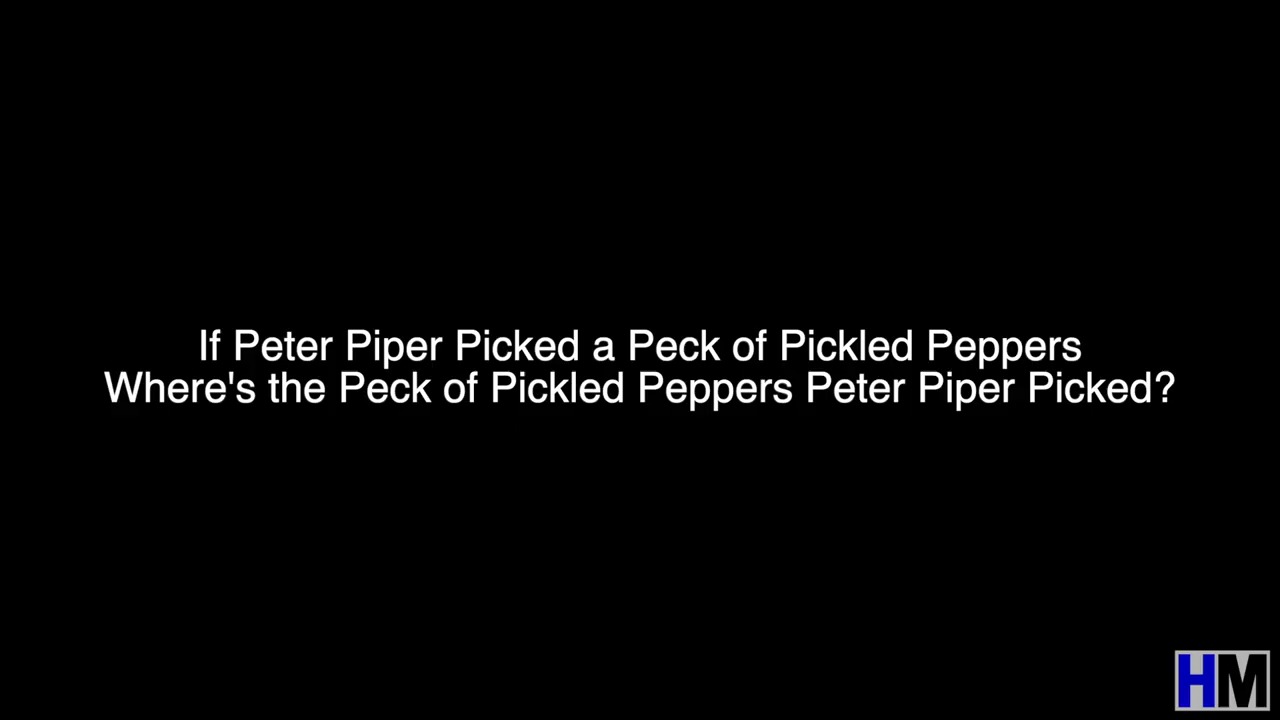 If Peter Piper Picked a Peck of Pickled Peppers
Where's the Peck of Pickled Peppers Peter Piper Picked?
HM